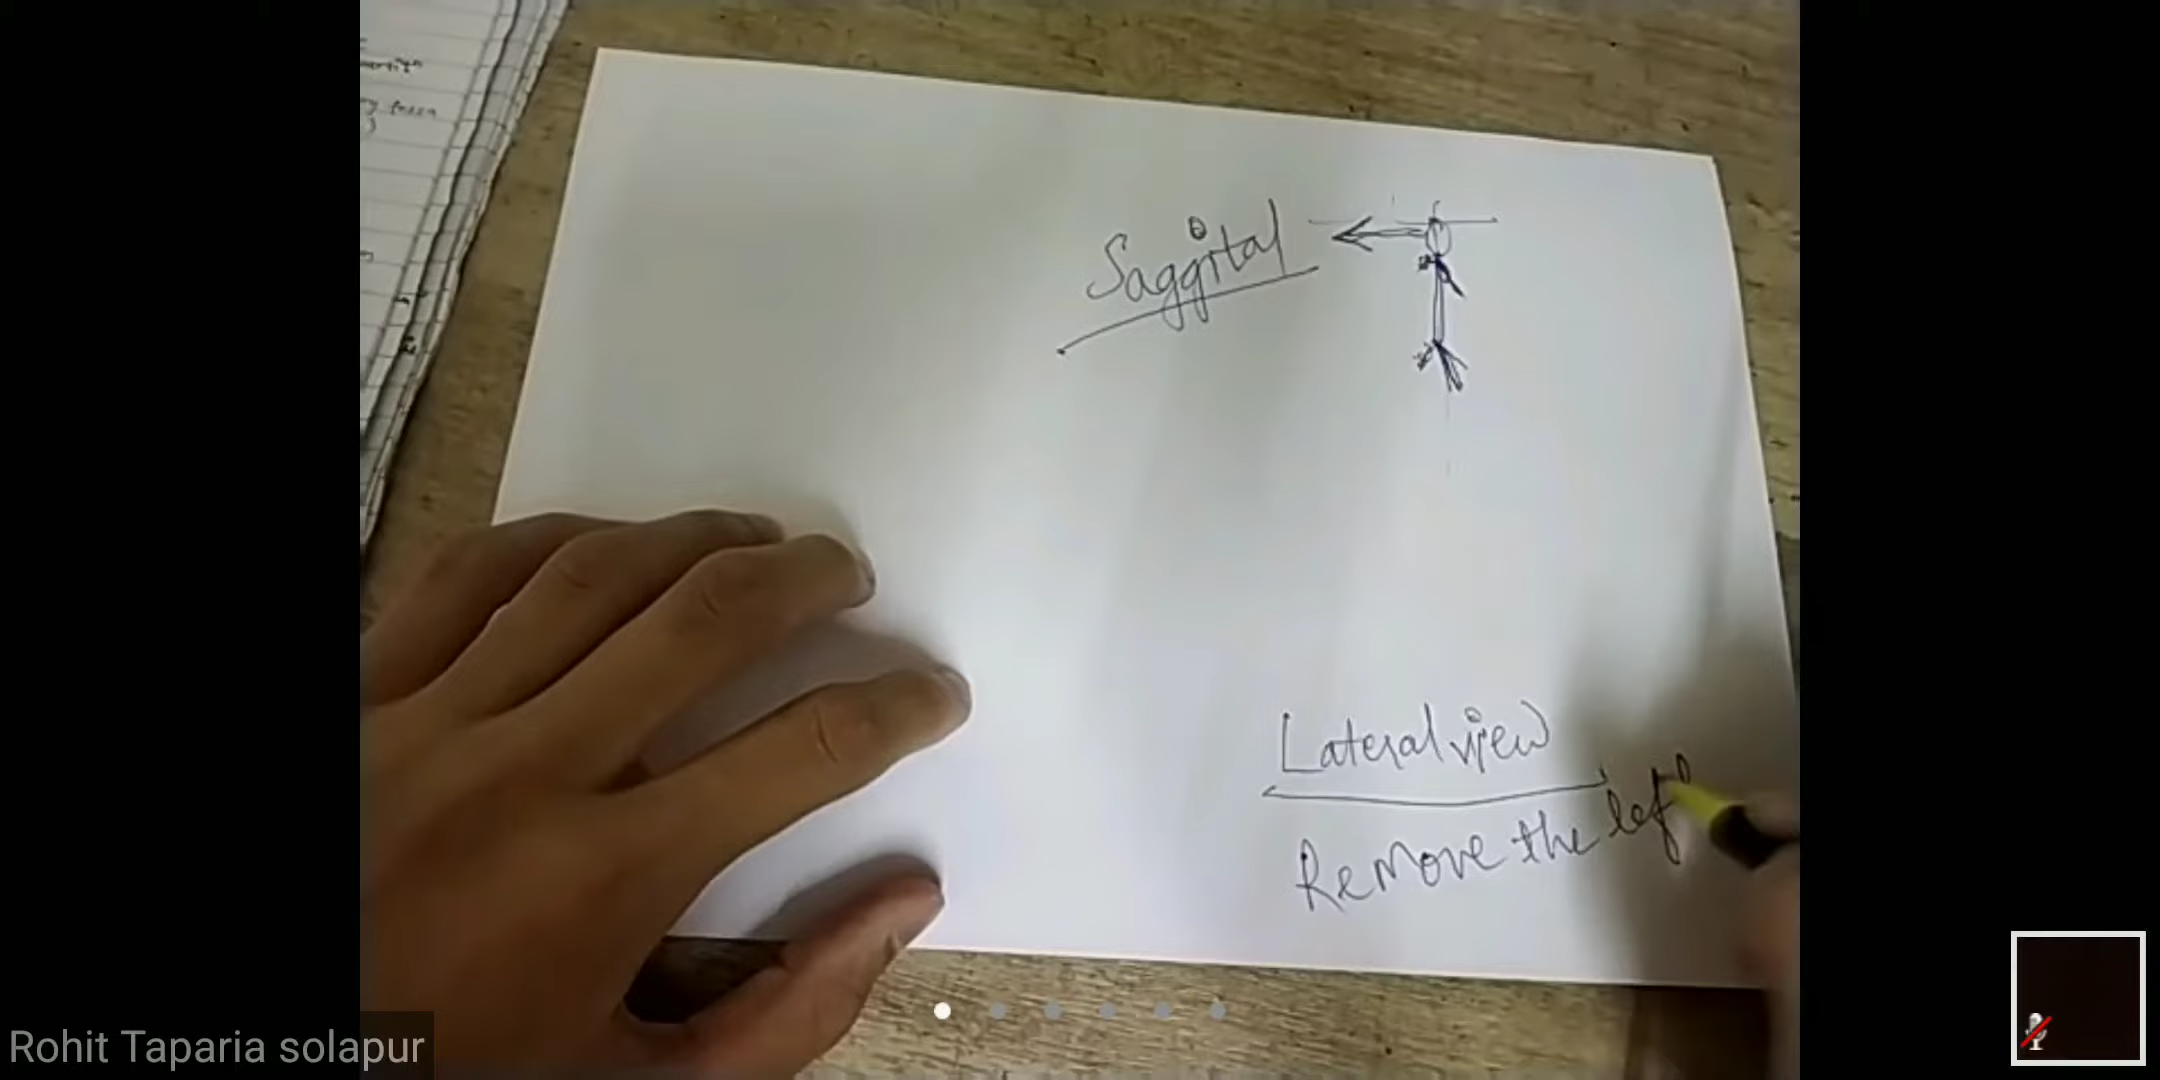 Saggital
Lateral view
Remove the lef
Rohit Taparia solapur